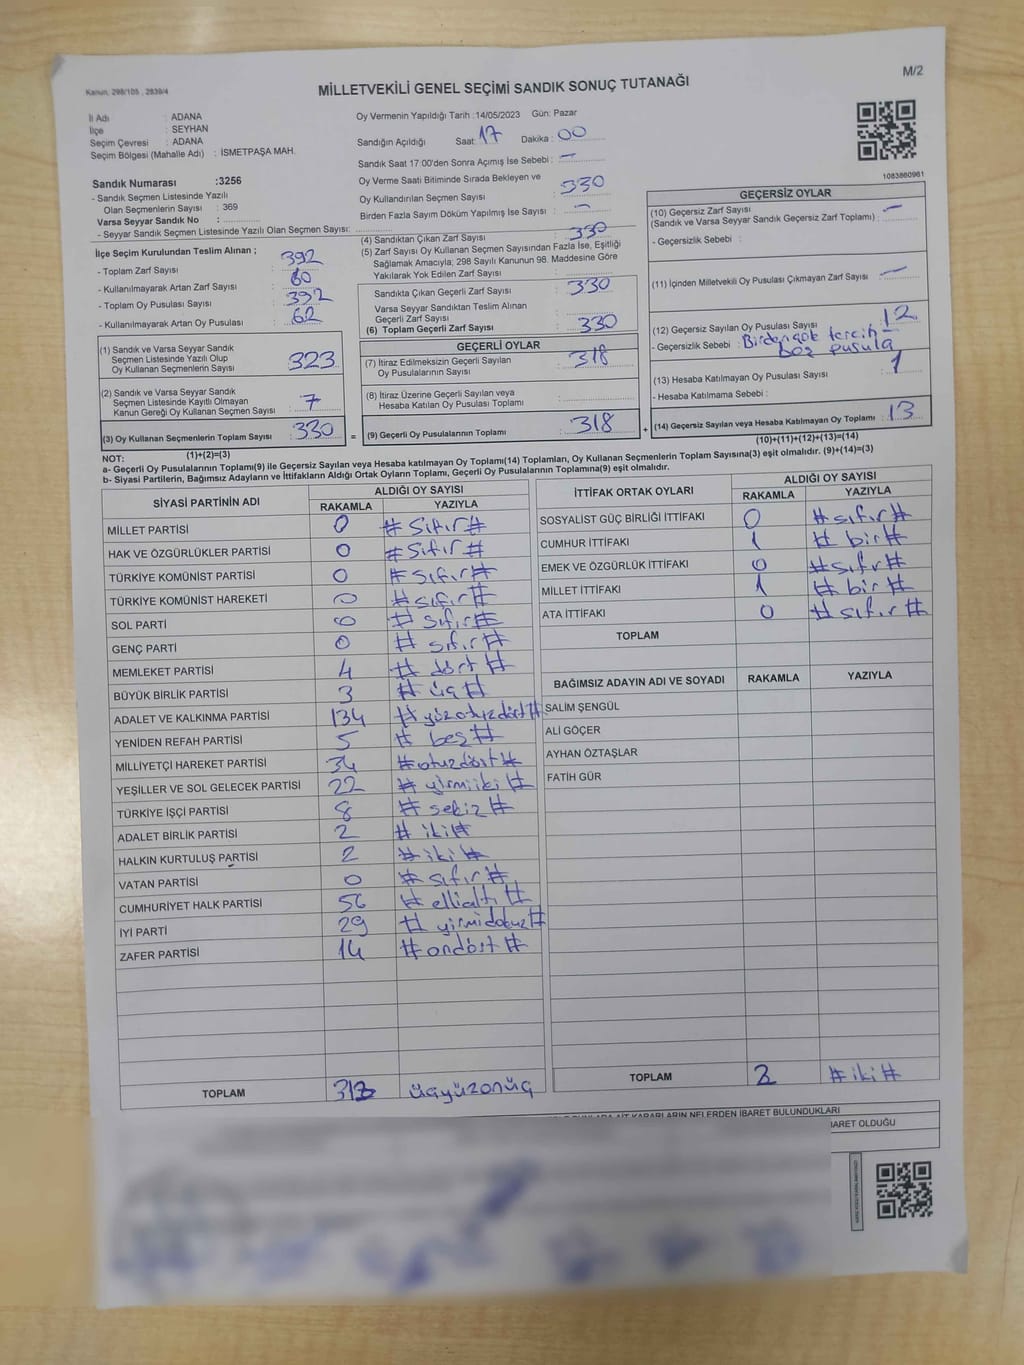 Kanun: 298/105 , 2839/4
MİLLETVEKİLİ GENEL SEÇİMİ SANDIK SONUÇ TUTANAĞI
M/2
İl Adı : ADANA
İlçe : SEYHAN
Seçim Çevresi : ADANA
Seçim Bölgesi (Mahalle Adı) : İSMETPAŞA MAH.
Sandık Numarası :3256
- Sandık Seçmen Listesinde Yazılı
Olan Seçmenlerin Sayısı : 369
Varsa Seyyar Sandık No :
- Seyyar Sandık Seçmen Listesinde Yazılı Olan Seçmen Sayısı:
Oy Vermenin Yapıldığı Tarih :14/05/2023 Gün: Pazar
Sandığın Açıldığı Saat: 17 Dakika : 00
Sandık Saat 17:00'den Sonra Açımış İse Sebebi : —
Oy Verme Saati Bitiminde Sırada Bekleyen ve
Oy Kullandırılan Seçmen Sayısı : 330
Birden Fazla Sayım Döküm Yapılmış İse Sayısı : —
1083860961
İlçe Seçim Kurulundan Teslim Alınan ;
- Toplam Zarf Sayısı : 392
- Kullanılmayarak Artan Zarf Sayısı : 60
- Toplam Oy Pusulası Sayısı : 392
- Kullanılmayarak Artan Oy Pusulası : 62
(4) Sandıktan Çıkan Zarf Sayısı : 330
(5) Zarf Sayısı Oy Kullanan Seçmen Sayısından Fazla İse, Eşitliği
Sağlamak Amacıyla; 298 Sayılı Kanunun 98. Maddesine Göre
Yakılarak Yok Edilen Zarf Sayısı :
Sandıkta Çıkan Geçerli Zarf Sayısı : 330
Varsa Seyyar Sandıktan Teslim Alınan
Geçerli Zarf Sayısı :
(6) Toplam Geçerli Zarf Sayısı : 330
GEÇERSİZ OYLAR
(10) Geçersiz Zarf Sayısı
(Sandık ve Varsa Seyyar Sandık Geçersiz Zarf Toplamı) : —
- Geçersizlik Sebebi :
(11) İçinden Milletvekili Oy Pusulası Çıkmayan Zarf Sayısı : —
(12) Geçersiz Sayılan Oy Pusulası Sayısı : 12
- Geçersizlik Sebebi : Birden çok tercih-
boş pusula
(13) Hesaba Katılmayan Oy Pusulası Sayısı : 1
- Hesaba Katılmama Sebebi :
(14) Geçersiz Sayılan veya Hesaba Katılmayan Oy Toplamı : 13
(1) Sandık ve Varsa Seyyar Sandık
Seçmen Listesinde Yazılı Olup
Oy Kullanan Seçmenlerin Sayısı : 323
(2) Sandık ve Varsa Seyyar Sandık
Seçmen Listesinde Kayıtlı Olmayan
Kanun Gereği Oy Kullanan Seçmen Sayısı : 7
(3) Oy Kullanan Seçmenlerin Toplam Sayısı : 330
GEÇERLİ OYLAR
(7) İtiraz Edilmeksizin Geçerli Sayılan
Oy Pusulalarının Sayısı : 318
(8) İtiraz Üzerine Geçerli Sayılan veya
Hesaba Katılan Oy Pusulası Toplamı :
= (9) Geçerli Oy Pusulalarının Toplamı : 318 +
(1)+(2)=(3)
(10)+(11)+(12)+(13)=(14)
NOT:
a- Geçerli Oy Pusulalarının Toplamı(9) ile Geçersiz Sayılan veya Hesaba katılmayan Oy Toplamı(14) Toplamları, Oy Kullanan Seçmenlerin Toplam Sayısına(3) eşit olmalıdır. (9)+(14)=(3)
b- Siyasi Partilerin, Bağımsız Adayların ve İttifakların Aldığı Ortak Oyların Toplamı, Geçerli Oy Pusulalarının Toplamına(9) eşit olmalıdır.
SİYASİ PARTİNİN ADI ALDIĞI OY SAYISI
RAKAMLA YAZIYLA
MİLLET PARTİSİ 0 # Sıfır #
HAK VE ÖZGÜRLÜKLER PARTİSİ 0 # Sıfır #
TÜRKİYE KOMÜNİST PARTİSİ 0 # sıfır #
TÜRKİYE KOMÜNİST HAREKETİ 0 # sıfır #
SOL PARTİ 0 # sıfır #
GENÇ PARTİ 0 # sıfır #
MEMLEKET PARTİSİ 4 # dört #
BÜYÜK BİRLİK PARTİSİ 3 # üç #
ADALET VE KALKINMA PARTİSİ 134 # yüzotuzdört #
YENİDEN REFAH PARTİSİ 5 # beş #
MİLLİYETÇİ HAREKET PARTİSİ 34 # otuzdört #
YEŞİLLER VE SOL GELECEK PARTİSİ 22 # yirmiiki #
TÜRKİYE İŞÇİ PARTİSİ 8 # sekiz #
ADALET BİRLİK PARTİSİ 2 # iki #
HALKIN KURTULUŞ PARTİSİ 2 # iki #
VATAN PARTİSİ 0 # sıfır #
CUMHURİYET HALK PARTİSİ 56 # ellialtı #
İYİ PARTİ 29 # yirmidokuz #
ZAFER PARTİSİ 14 # ondört #
TOPLAM 313 üçyüzonüç
İTTİFAK ORTAK OYLARI ALDIĞI OY SAYISI
RAKAMLA YAZIYLA
SOSYALİST GÜÇ BİRLİĞİ İTTİFAKI 0 # sıfır #
CUMHUR İTTİFAKI 1 # bir #
EMEK VE ÖZGÜRLÜK İTTİFAKI 0 # sıfır #
MİLLET İTTİFAKI 1 # bir #
ATA İTTİFAKI 0 # sıfır #
TOPLAM
BAĞIMSIZ ADAYIN ADI VE SOYADI RAKAMLA YAZIYLA
SALİM ŞENGÜL
ALİ GÖÇER
AYHAN ÖZTAŞLAR
FATİH GÜR
TOPLAM 2 # iki #
AİT KARARLARIN NELERDEN İBARET BULUNDUKLARI
OLDUĞU